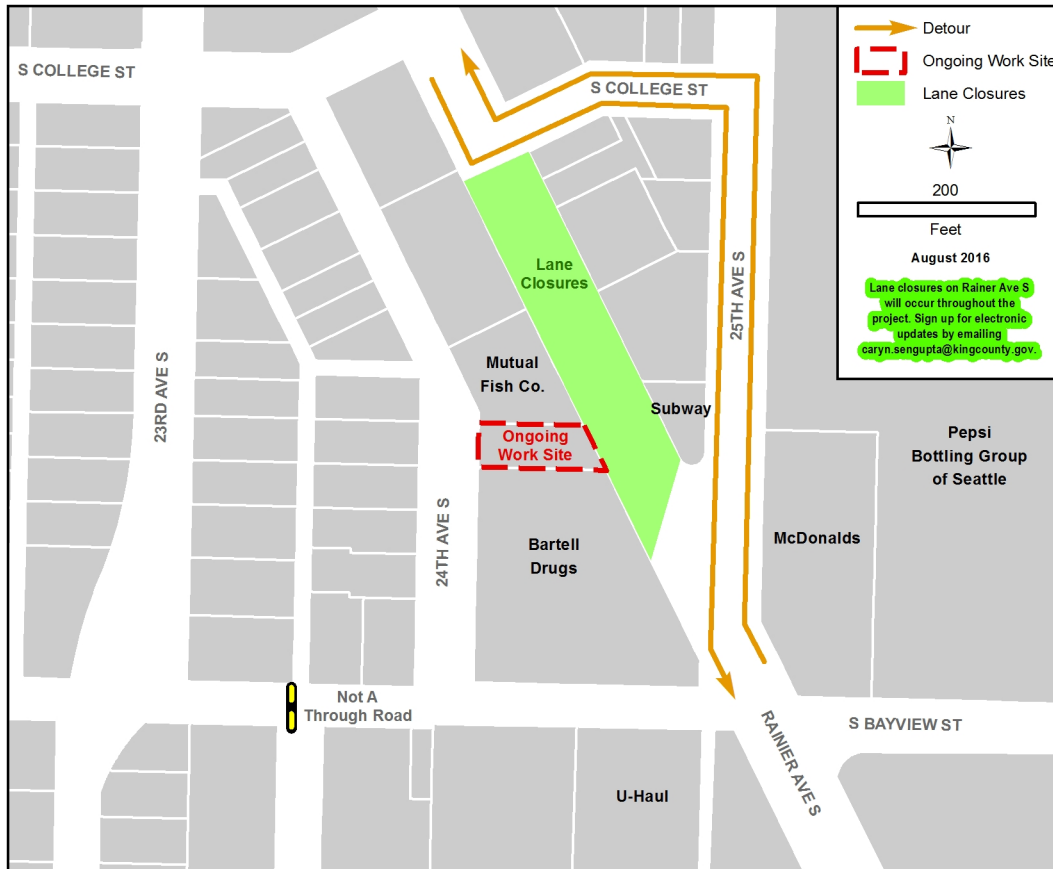 S COLLEGE ST
S COLLEGE ST
Detour
Ongoing Work Site
Lane Closures
N
200
Feet
August 2016
Lane closures on Rainer Ave S
will occur throughout the
project. Sign up for electronic
updates by emailing
caryn.sengupta@kingcounty.gov.
Lane
Closures
25TH AVE S
23RD AVE S
Mutual
Fish Co.
Subway
Ongoing
Work Site
Pepsi
Bottling Group
of Seattle
24TH AVE S
Bartell
Drugs
McDonalds
Not A
Through Road
RAINIER AVE S
S BAYVIEW ST
U-Haul